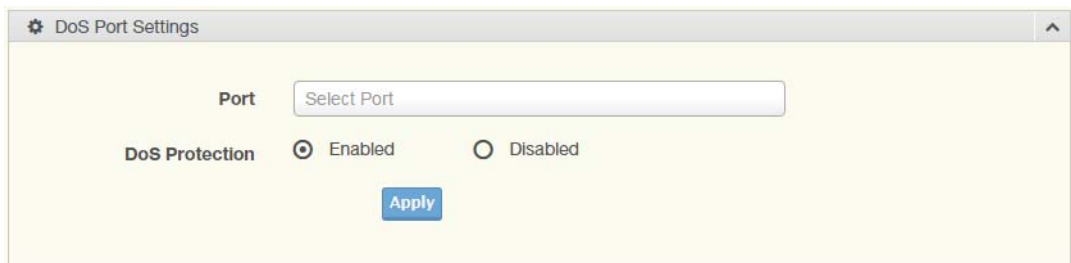 DoS Port Settings
Port Select Port
DoS Protection Enabled Disabled
Apply